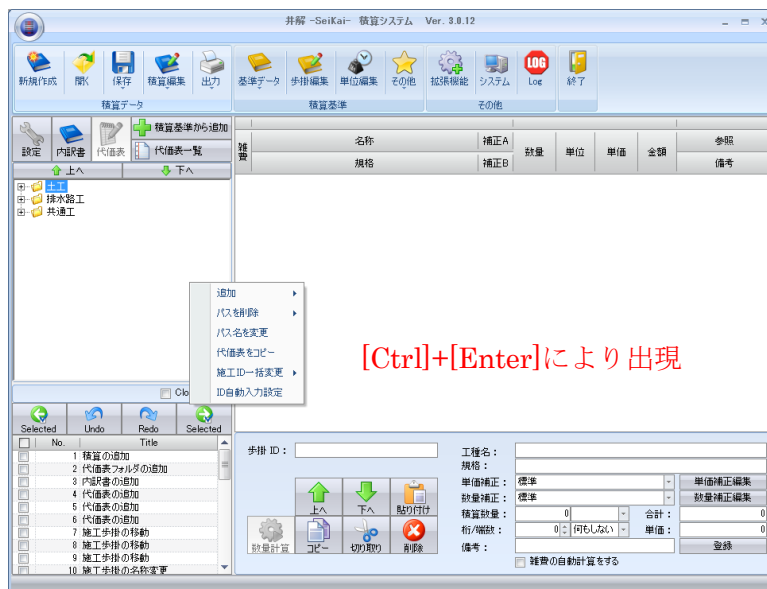 井解 -SeiKai- 積算システム Ver. 3.0.12
新規作成 開く 保存 積算編集 出力 基準データ 歩掛編集 単位編集 その他 拡張機能 システム LOG Log 終了
積算データ 積算基準 その他
設定 内訳書 代価表 積算基準から追加
代価表一覧
上へ 下へ
雑費 名称 補正A 数量 単位 単価 金額 参照
規格 補正B 備考
土工
排水路工
共通工
追加
パスを削除
パス名を変更
代価表をコピー
施工ID一括変更
ID自動入力設定
[Ctrl]+[Enter]により出現
Clo
Selected Undo Redo Selected
No. Title
1 積算の追加
2 代価表フォルダの追加
3 内訳書の追加
4 代価表の追加
5 代価表の追加
6 代価表の追加
7 施工歩掛の移動
8 施工歩掛の移動
9 施工歩掛の移動
10 施工歩掛の名称変更
歩掛 ID：
上へ 下へ 貼り付け
数量計算 コピー 切り取り 削除
工種名：
規格：
単価補正： 標準 単価補正編集
数量補正： 標準 数量補正編集
積算数量： 0 合計： 0
桁/端数： 0 何もしない 単価： 0
備考： 登録
雑費の自動計算をする